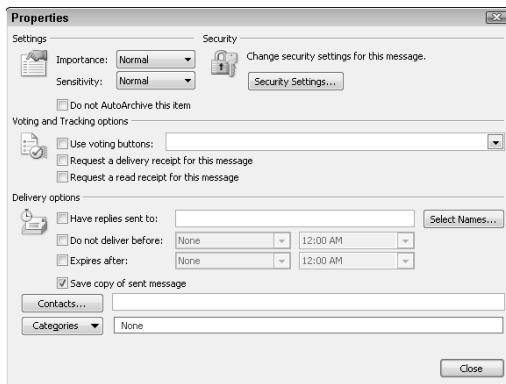 Properties
Settings Security
Importance: Normal Change security settings for this message.
Sensitivity: Normal Security Settings...
Do not AutoArchive this item
Voting and Tracking options
Use voting buttons:
Request a delivery receipt for this message
Request a read receipt for this message
Delivery options
Have replies sent to: Select Names...
Do not deliver before: None 12:00 AM
Expires after: None 12:00 AM
Save copy of sent message
Contacts...
Categories None
Close